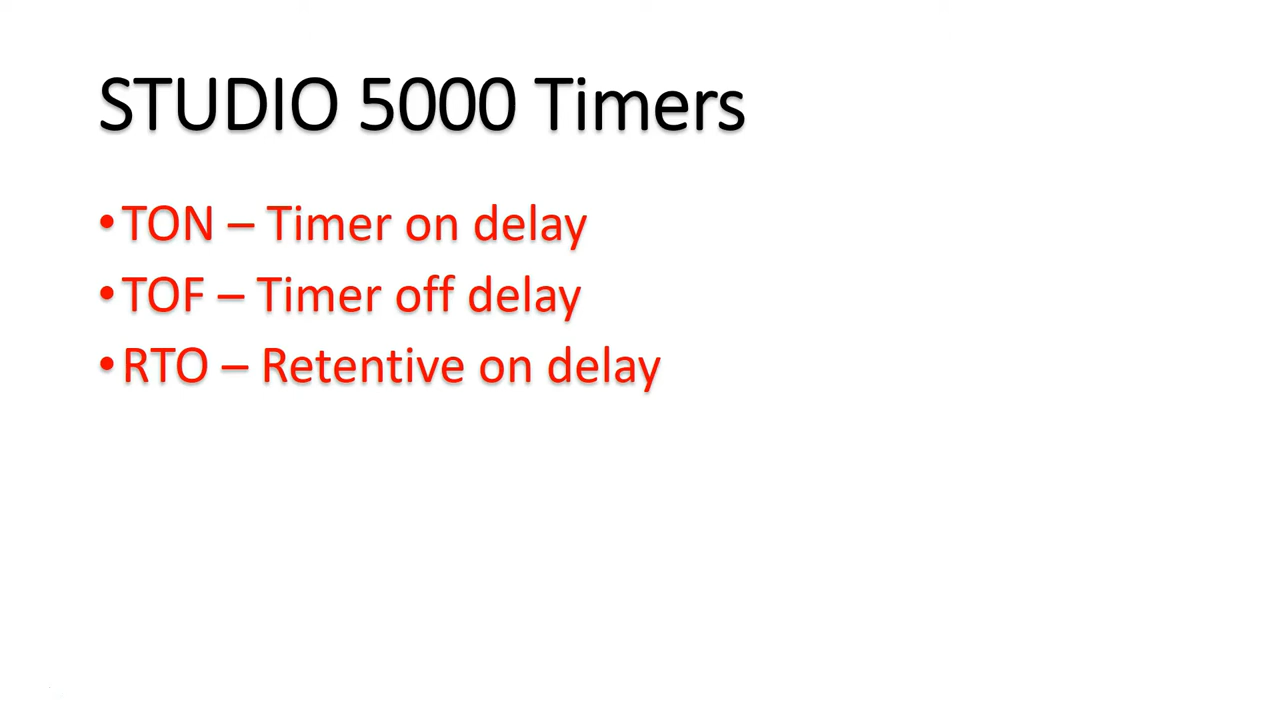 STUDIO 5000 Timers
•TON – Timer on delay
•TOF – Timer off delay
•RTO – Retentive on delay